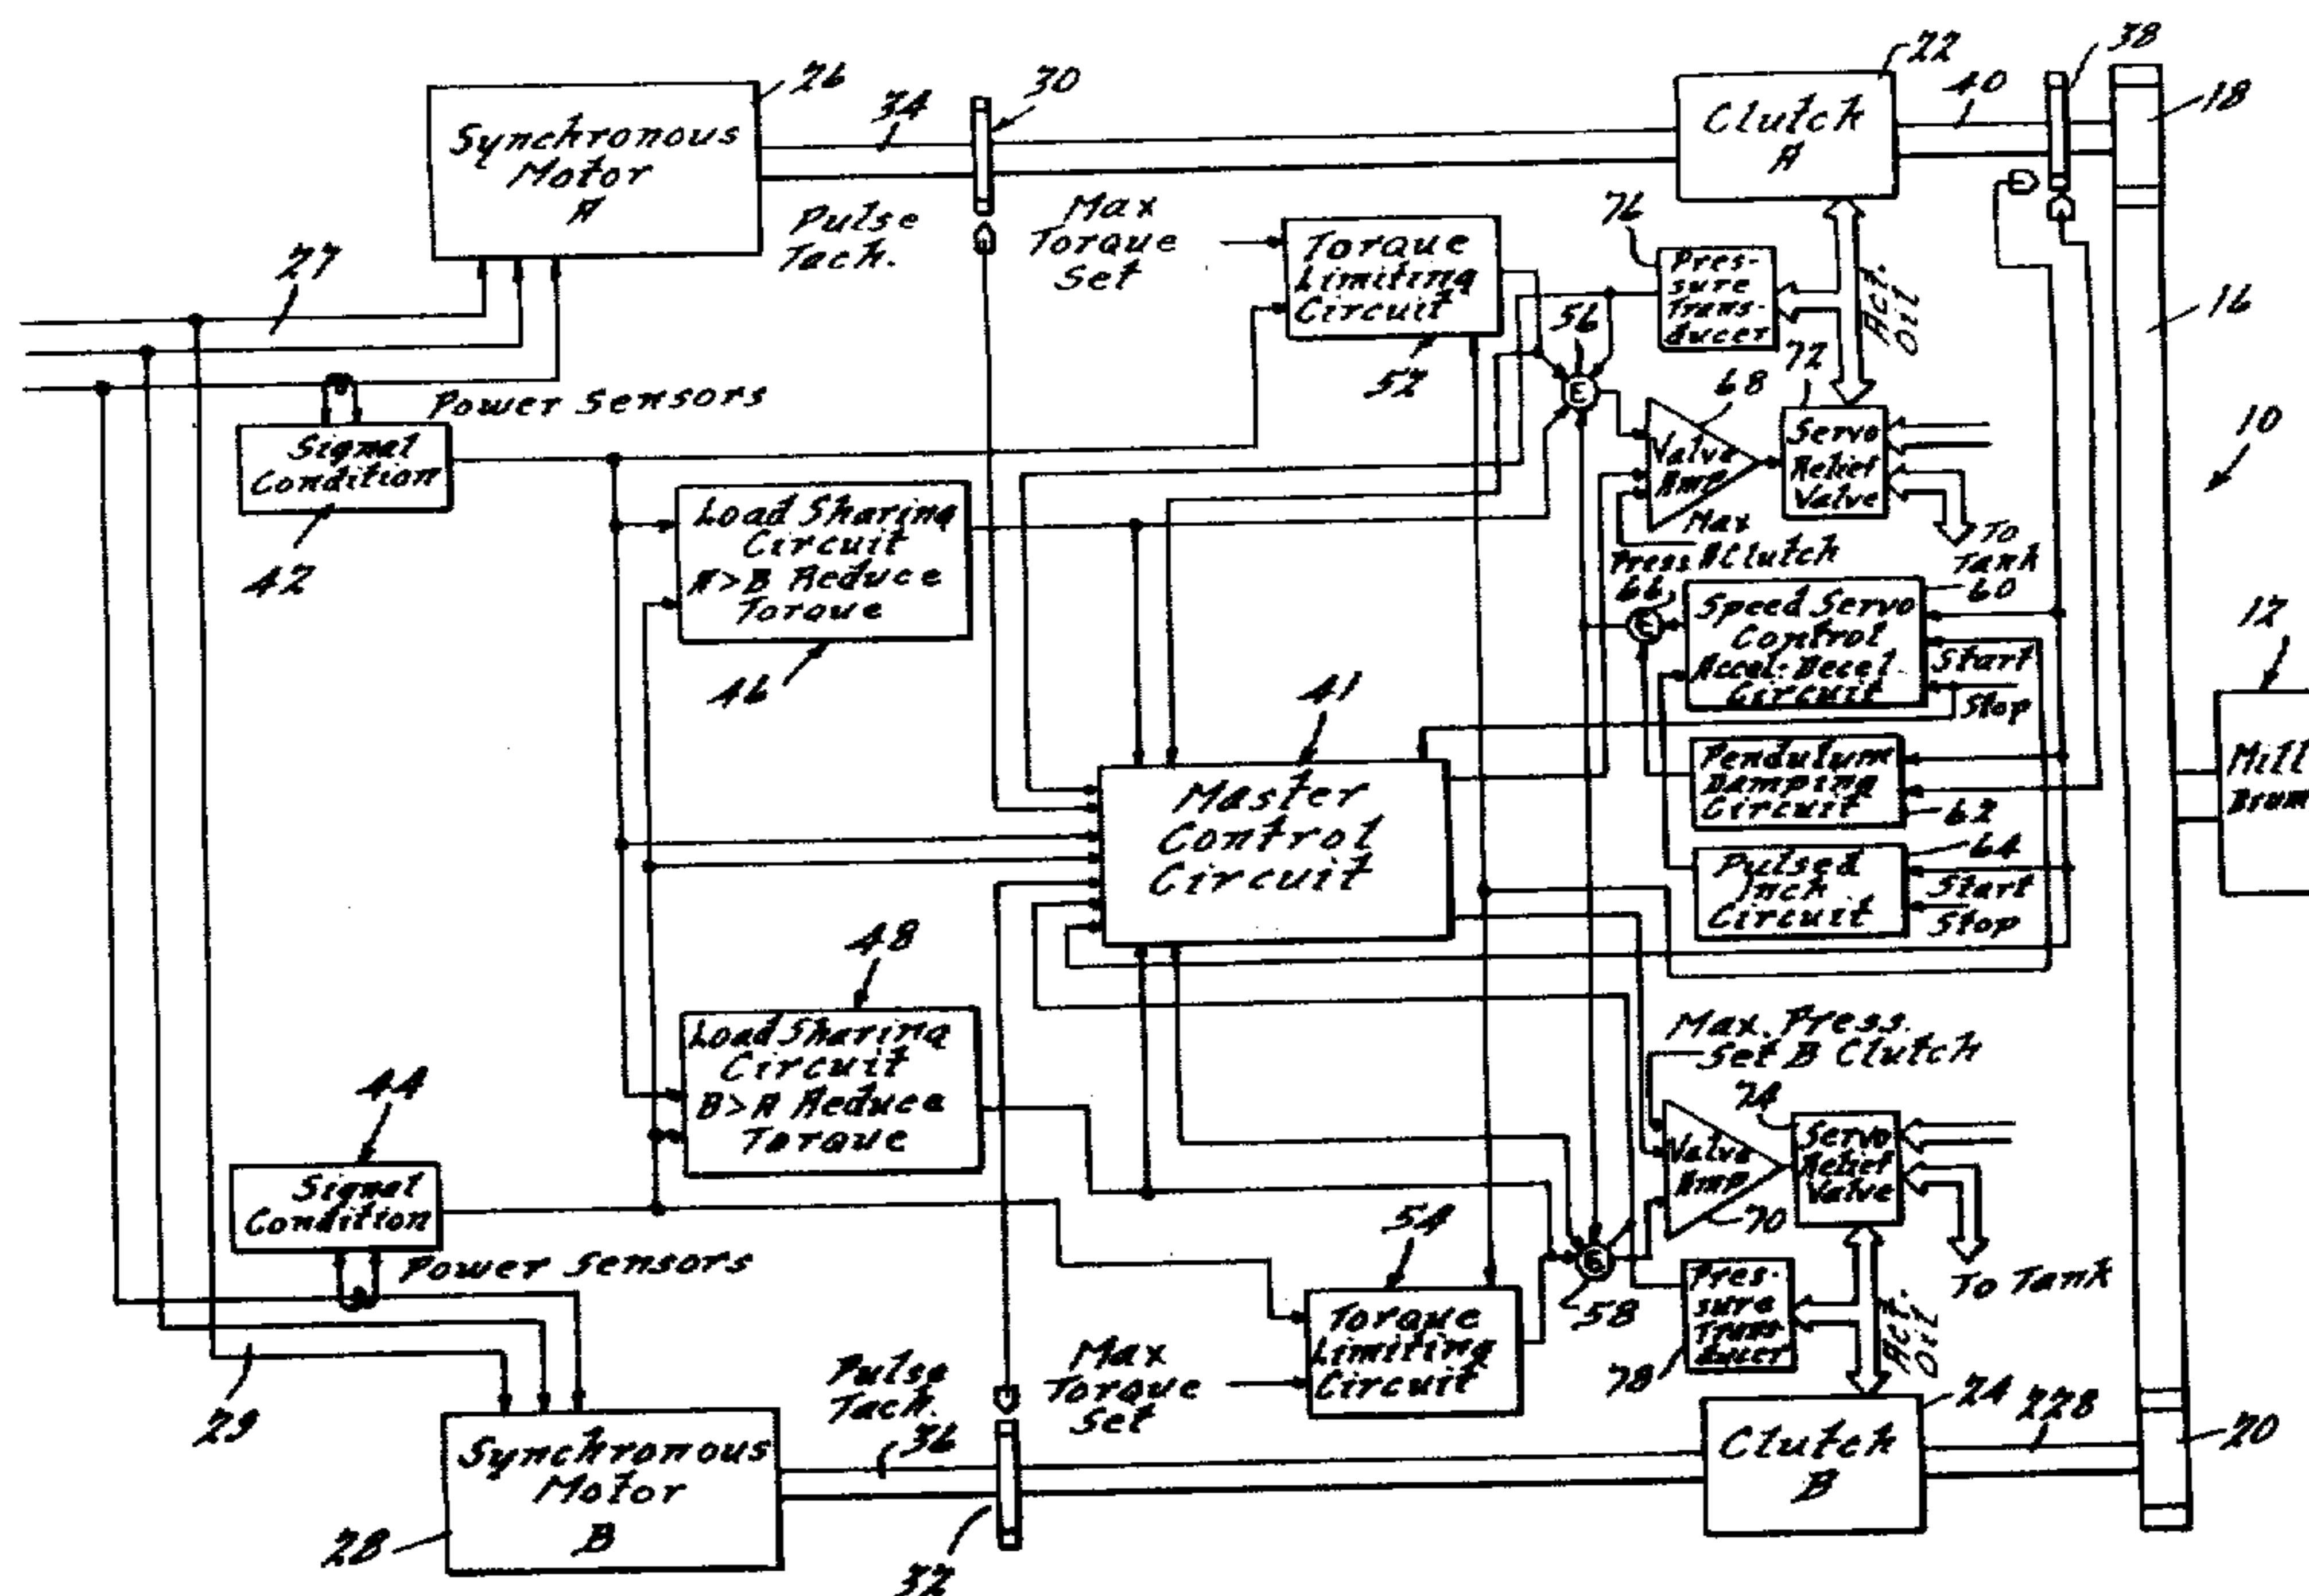 26
Synchronous
Motor
A
34
30
Pulse
Tach.
Max
Torque
Set
Torque
Limiting
Circuit
52
22
Clutch
A
40
38
18
16
10
12
Mill
Drum
27
Power Sensors
Signal
Condition
42
76
Pres-
sure
Trans-
ducer
Act.
Oil
56
E
68
Valve
Amp
72
Servo
Relief
Valve
To
Tank
Max
Press A Clutch
Load Sharing
Circuit
A>B Reduce
Torque
46
66
E
60
Speed Servo
Control
Accel-Decel
Circuit
Start
Stop
41
Master
Control
Circuit
Pendulum
Damping
Circuit
62
64
Pulsed
Inch
Circuit
Start
Stop
48
Load Sharing
Circuit
B>A Reduce
Torque
44
Signal
Condition
Power Sensors
Max. Press.
Set B Clutch
74
Valve
Amp
70
Servo
Relief
Valve
To Tank
54
Torque
Limiting
Circuit
58
Pres-
sure
Trans-
ducer
78
Act.
Oil
29
Pulse
Tach.
36
Max
Torque
Set
Synchronous
Motor
B
28
32
Clutch
B
24
228
20